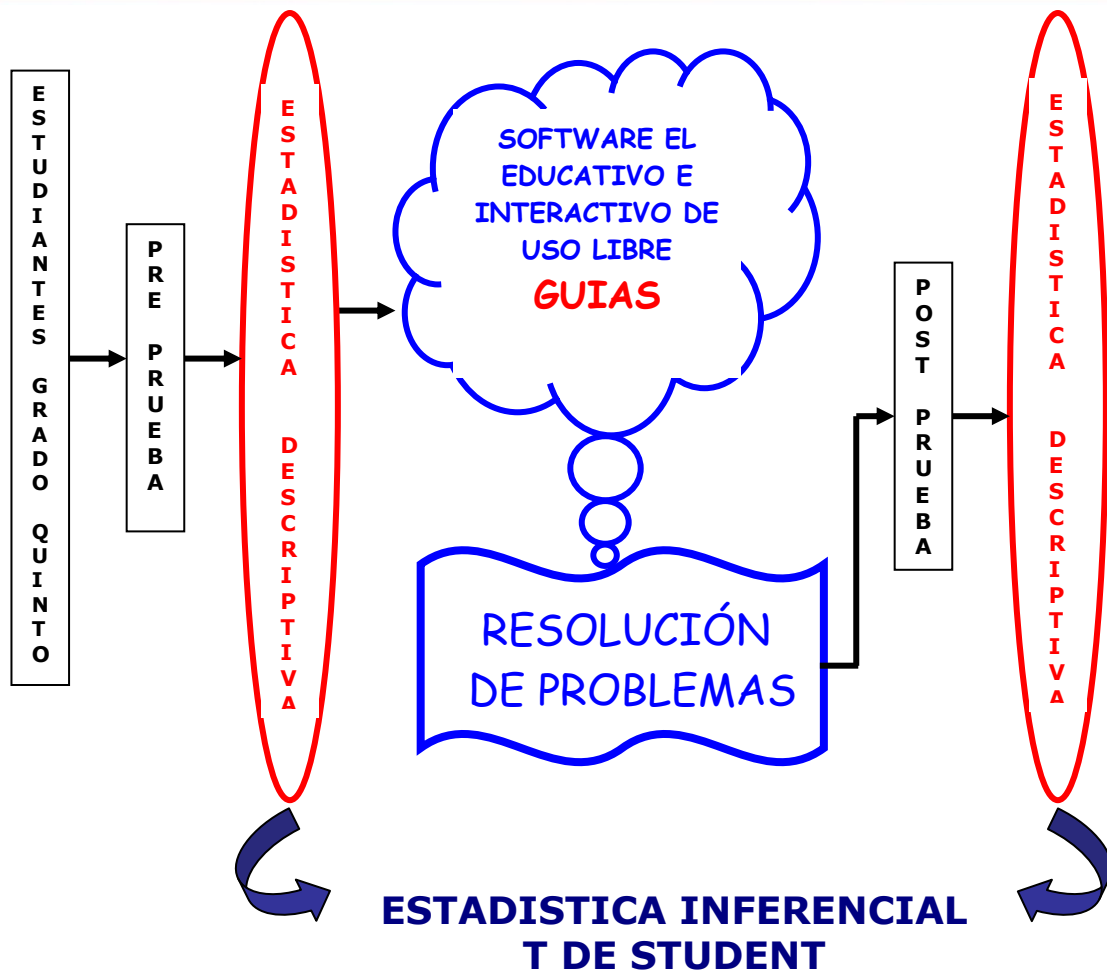 ESTUDIANTES GRADO QUINTO
PRE PRUEBA
ESTADISTICA DESCRIPTIVA
SOFTWARE EL
EDUCATIVO E
INTERACTIVO DE
USO LIBRE
GUIAS
RESOLUCIÓN
DE PROBLEMAS
POST PRUEBA
ESTADISTICA DESCRIPTIVA
ESTADISTICA INFERENCIAL
T DE STUDENT